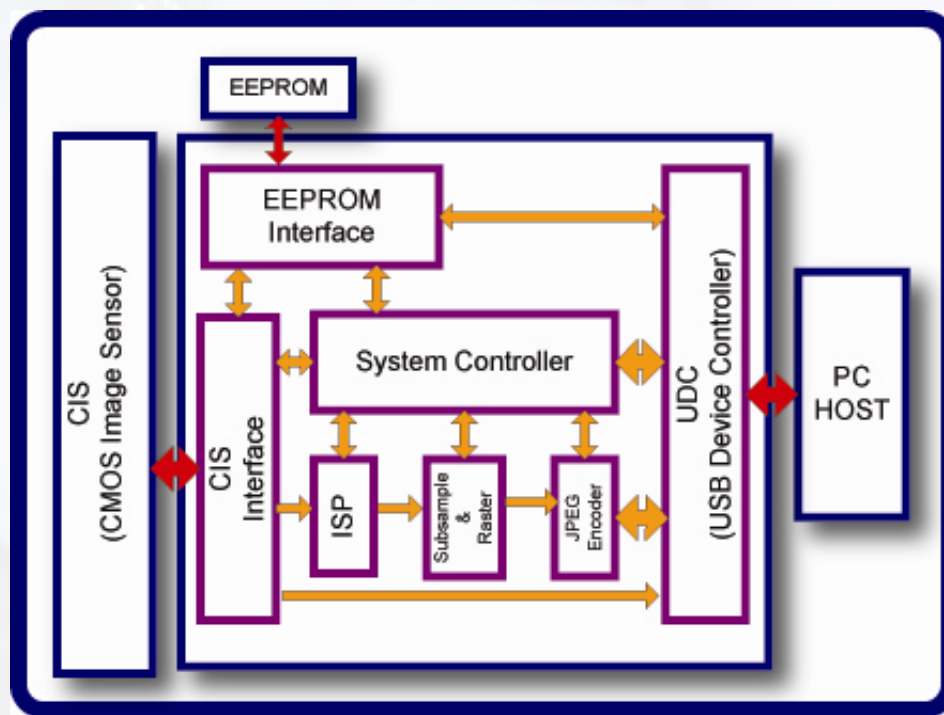 EEPROM
EEPROM
Interface
CIS
(CMOS Image Sensor)
CIS
Interface
System Controller
ISP
Subsample
&
Raster
JPEG
Encoder
UDC
(USB Device Controller)
PC
HOST